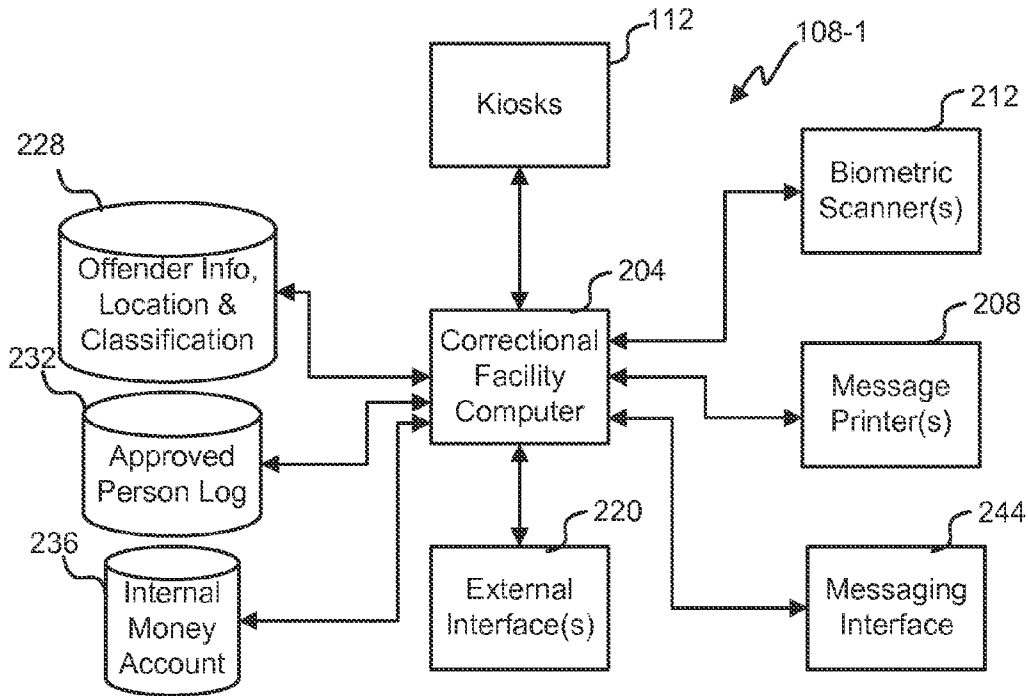 112
108-1
Kiosks
212
Biometric
Scanner(s)
228
Offender Info,
Location &
Classification
204
Correctional
Facility
Computer
208
Message
Printer(s)
232
Approved
Person Log
220
External
Interface(s)
244
Messaging
Interface
236
Internal
Money
Account